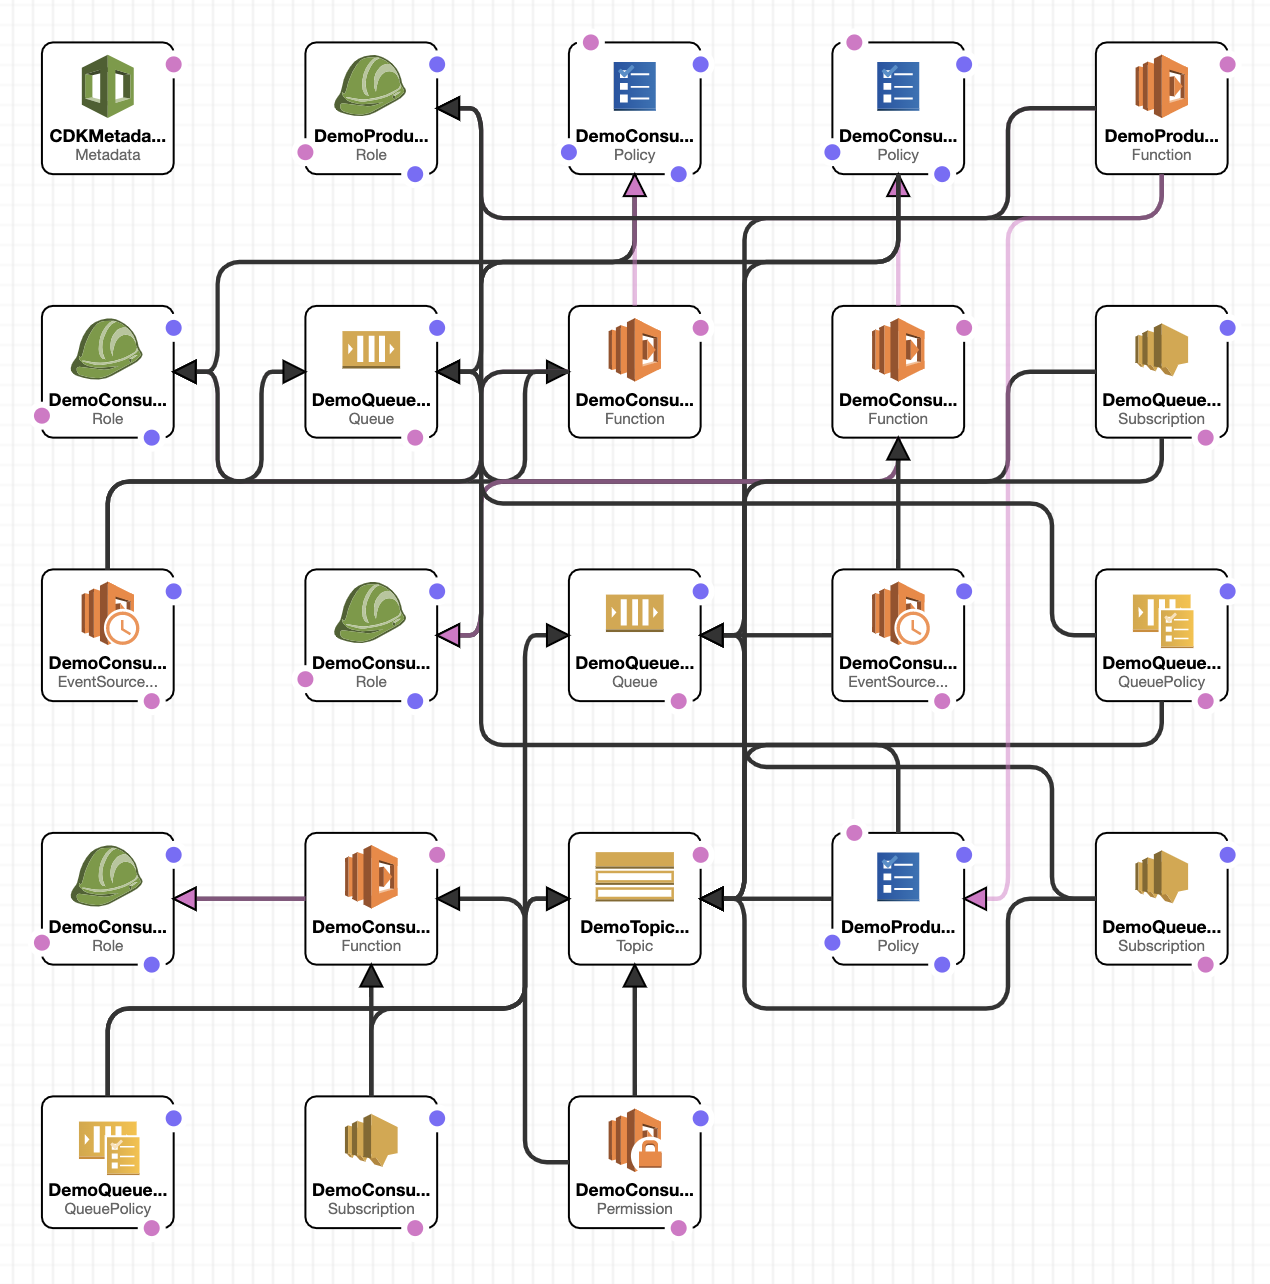 CDKMetada...
Metadata
DemoProdu...
Role
DemoConsu...
Policy
DemoConsu...
Policy
DemoProdu...
Function
DemoConsu...
Role
DemoQueue...
Queue
DemoConsu...
Function
DemoConsu...
Function
DemoQueue...
Subscription
DemoConsu...
EventSource...
DemoConsu...
Role
DemoQueue...
Queue
DemoConsu...
EventSource...
DemoQueue...
QueuePolicy
DemoConsu...
Role
DemoConsu...
Function
DemoTopic...
Topic
DemoProdu...
Policy
DemoQueue...
Subscription
DemoQueue...
QueuePolicy
DemoConsu...
Subscription
DemoConsu...
Permission